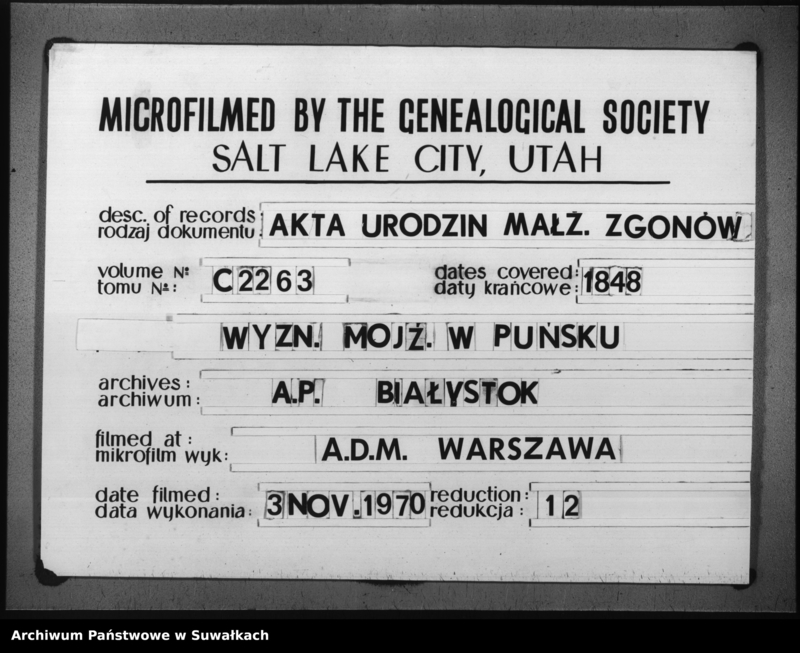 MICROFILMED BY THE GENEALOGICAL SOCIETY
SALT LAKE CITY, UTAH
desc. of records: AKTA URODZIN MAŁŻ. ZGONÓW
rodzaj dokumentu:
volume №: C2263 dates covered: 1848
tomu №: daty krańcowe:
WYZN. MOJŻ. W PUŃSKU
archives: A.P. BIAŁYSTOK
archiwum:
filmed at: A.D.M. WARSZAWA
mikrofilm wyk:
date filmed: 3 NOV. 1970 reduction: 12
data wykonania: redukcja:
Archiwum Państwowe w Suwałkach